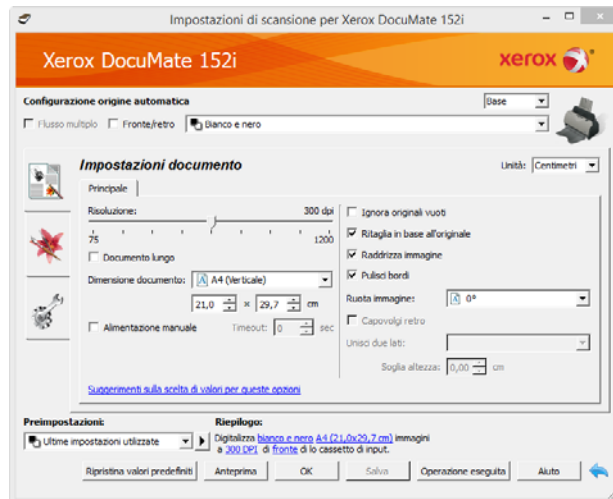 Impostazioni di scansione per Xerox DocuMate 152i
Xerox DocuMate 152i
xerox
Configurazione origine automatica
Base
Flusso multiplo
Fronte/retro
Bianco e nero
Impostazioni documento
Unità: Centimetri
Principale
Risoluzione: 300 dpi
75 1200
Documento lungo
Dimensione documento: A4 (Verticale)
21,0 × 29,7 cm
Alimentazione manuale Timeout: 0 sec
Suggerimenti sulla scelta di valori per queste opzioni
Ignora originali vuoti
Ritaglia in base all'originale
Raddrizza immagine
Pulisci bordi
Ruota immagine: 0°
Capovolgi retro
Unisci due lati:
Soglia altezza: 0,00 cm
Preimpostazioni:
Ultime impostazioni utilizzate
Riepilogo:
Digitalizza bianco e nero A4 (21,0x29,7 cm) immagini
a 300 DPI di fronte di lo cassetto di input.
Ripristina valori predefiniti Anteprima OK Salva Operazione eseguita Aiuto